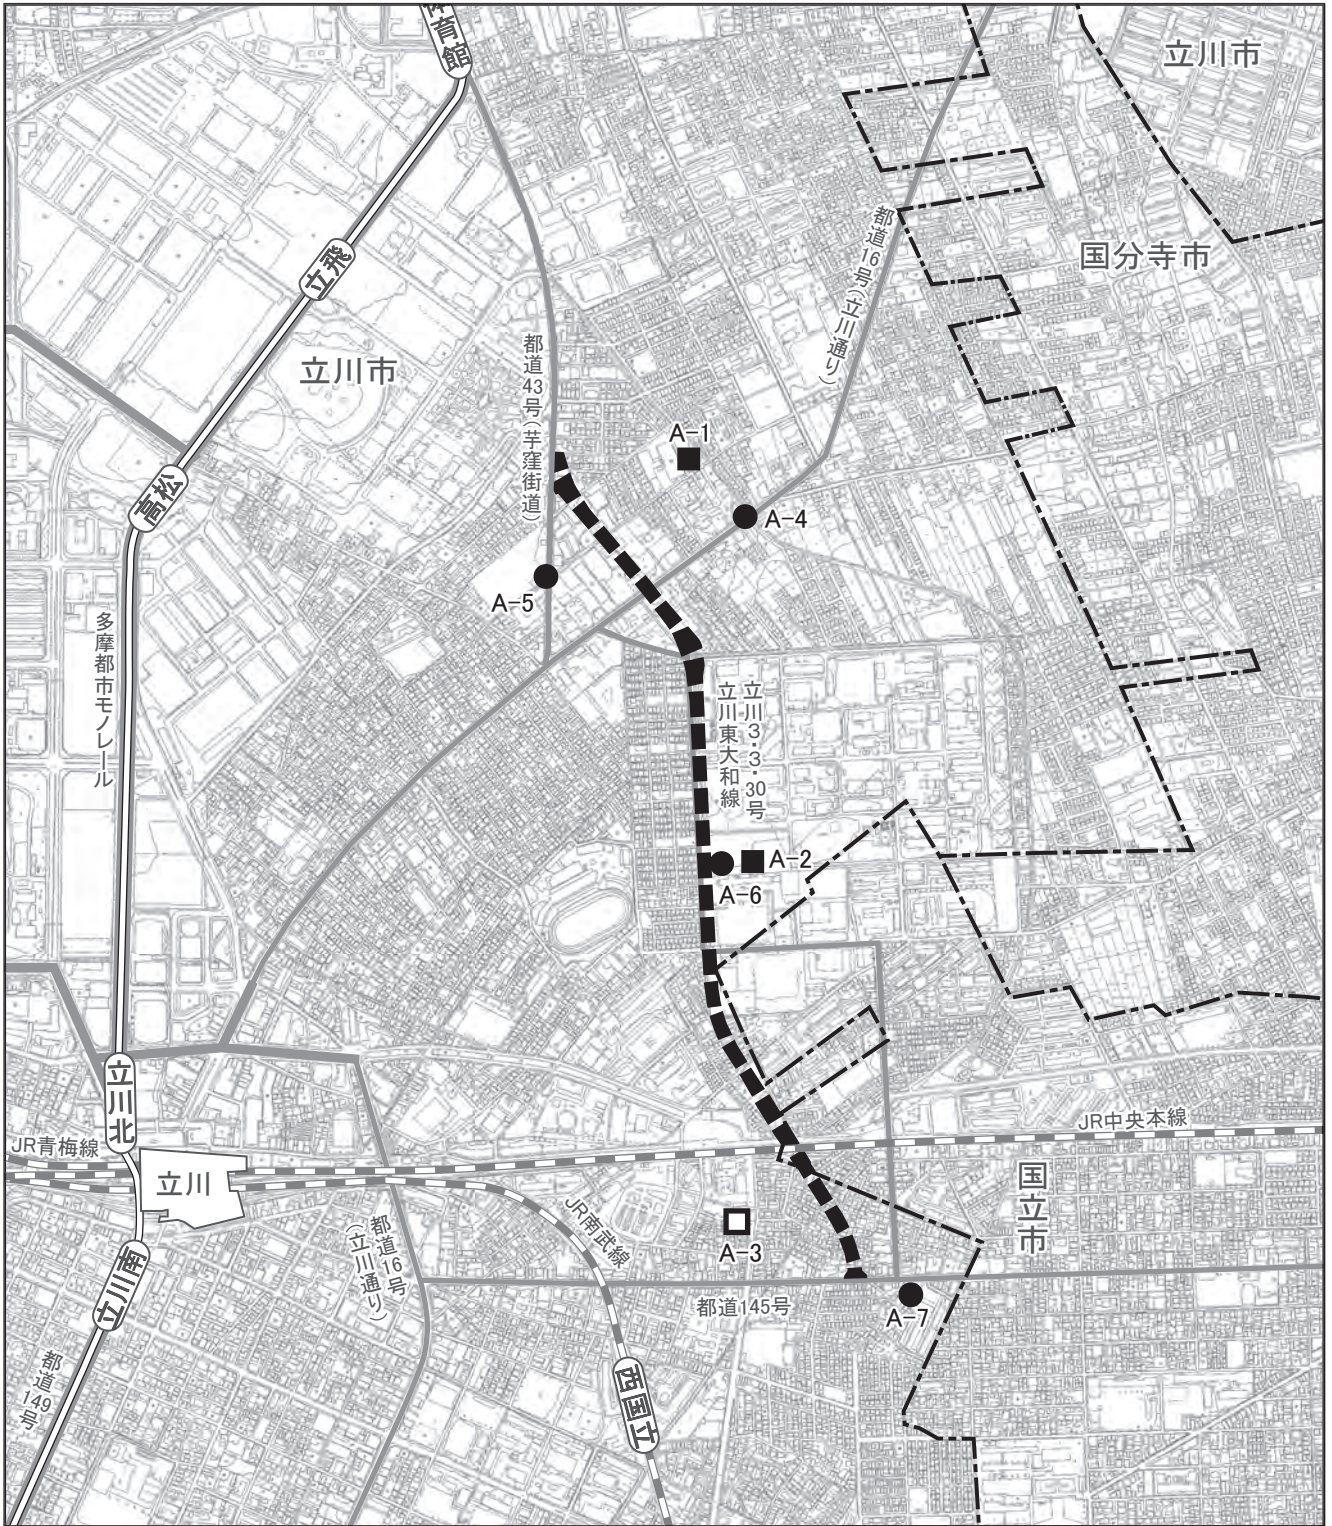 体育館
立川市
立飛
都道16号(立川通り)
国分寺市
都道43号(芋窪街道)
立川市
A-1
高松
A-4
A-5
多摩都市モノレール
立川3・3・30号
立川東大和線
A-2
A-6
立川北
JR青梅線
JR中央本線
立川
国立市
JR南武線
都道16号
(立川通り)
A-3
立川南
都道145号
A-7
都道149号
西国立